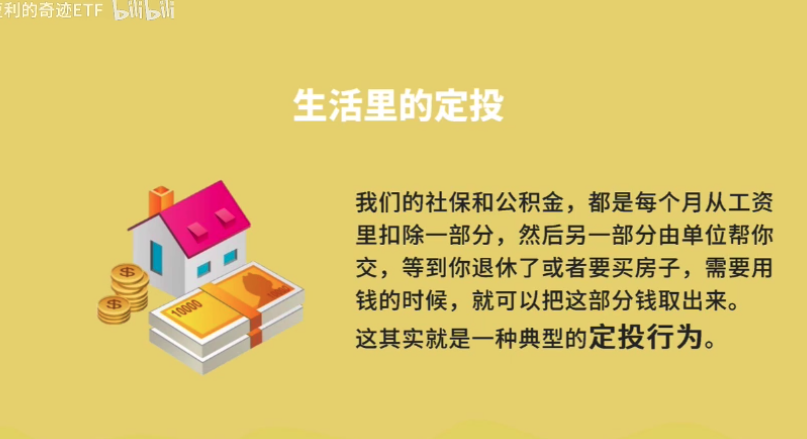 利的奇迹ETF bilibili
生活里的定投
我们的社保和公积金，都是每个月从工资
里扣除一部分，然后另一部分由单位帮你
交，等到你退休了或者要买房子，需要用
钱的时候，就可以把这部分钱取出来。
这其实就是一种典型的定投行为。
10000